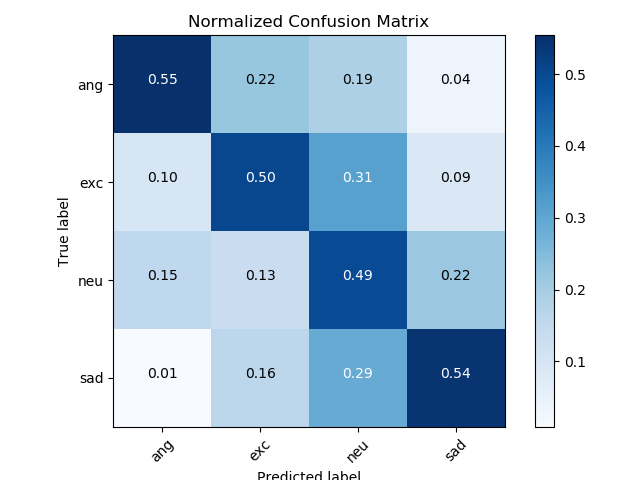 Normalized Confusion Matrix
True label
ang 0.55 0.22 0.19 0.04
exc 0.10 0.50 0.31 0.09
neu 0.15 0.13 0.49 0.22
sad 0.01 0.16 0.29 0.54
ang exc neu sad
Predicted label
0.5
0.4
0.3
0.2
0.1